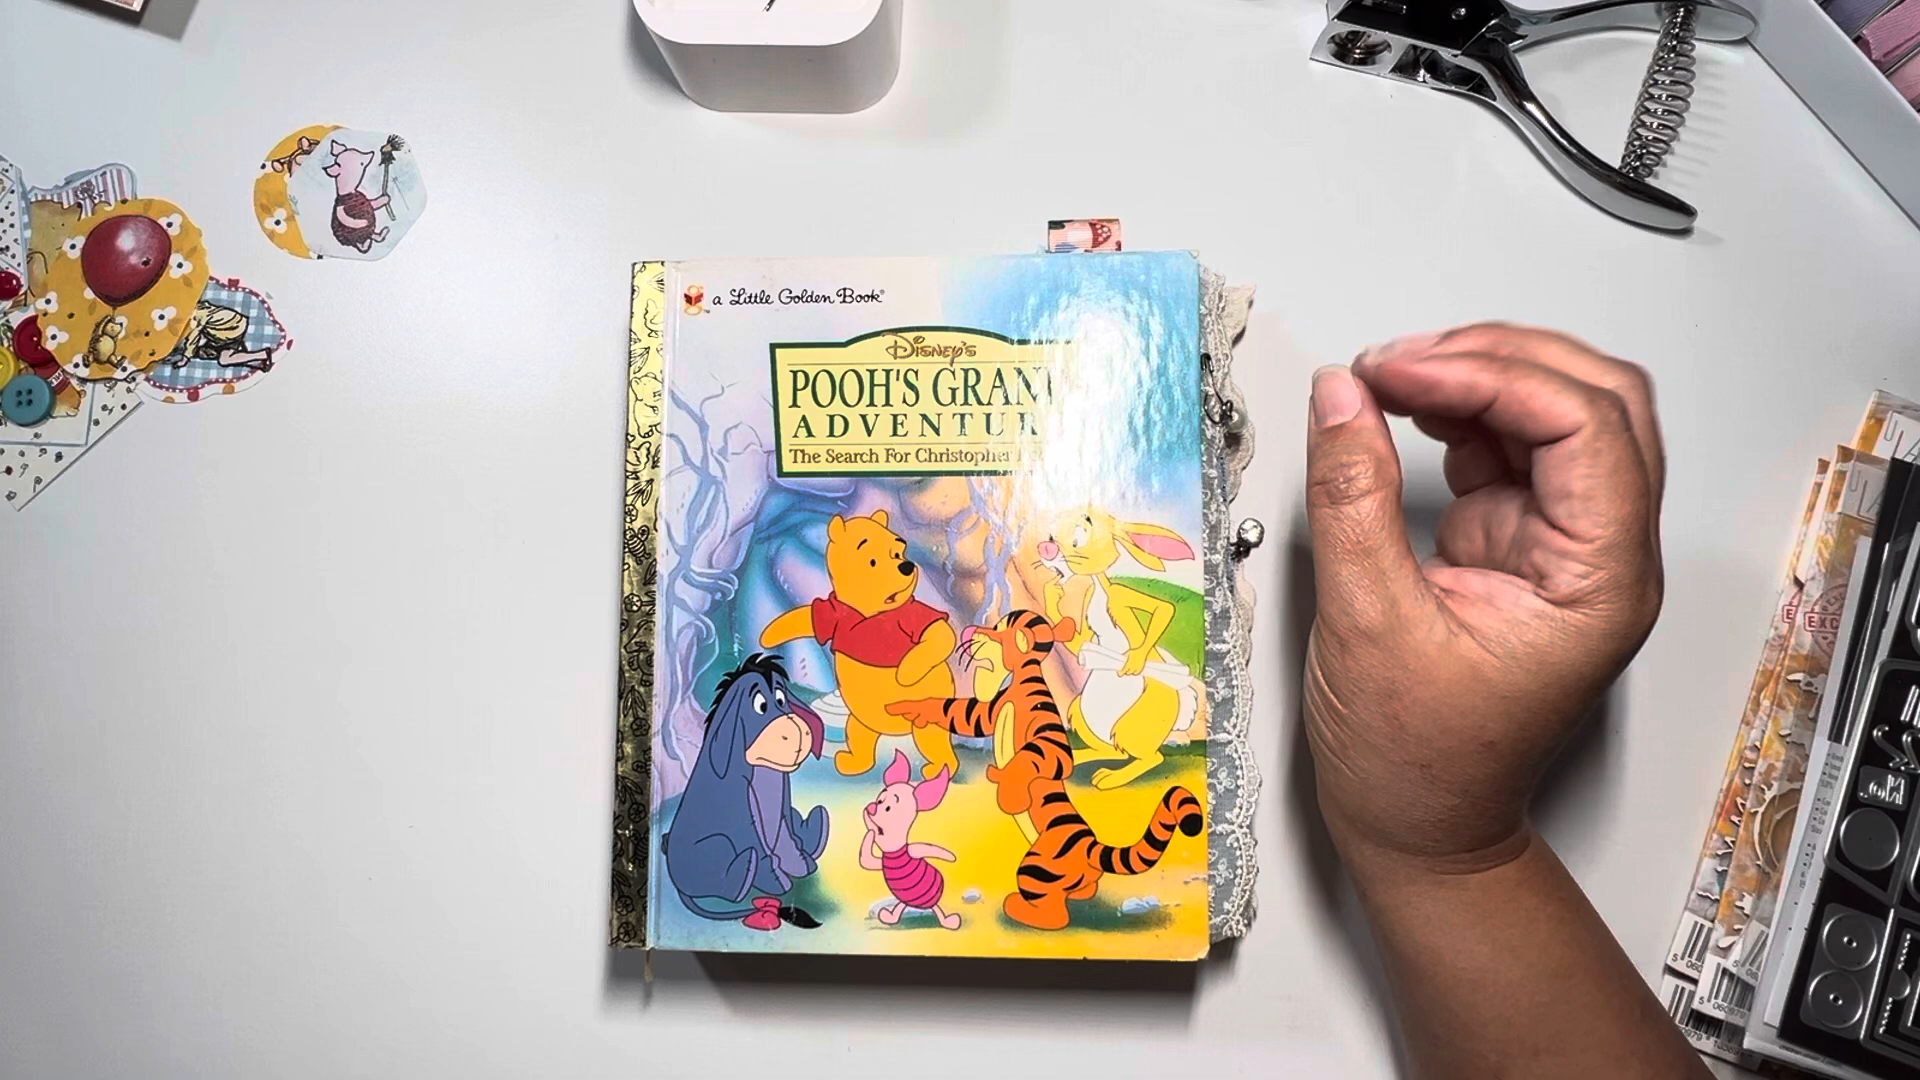 a Little Golden Book®
Disney's
POOH'S GRAN
ADVENTUR
The Search For Christopher